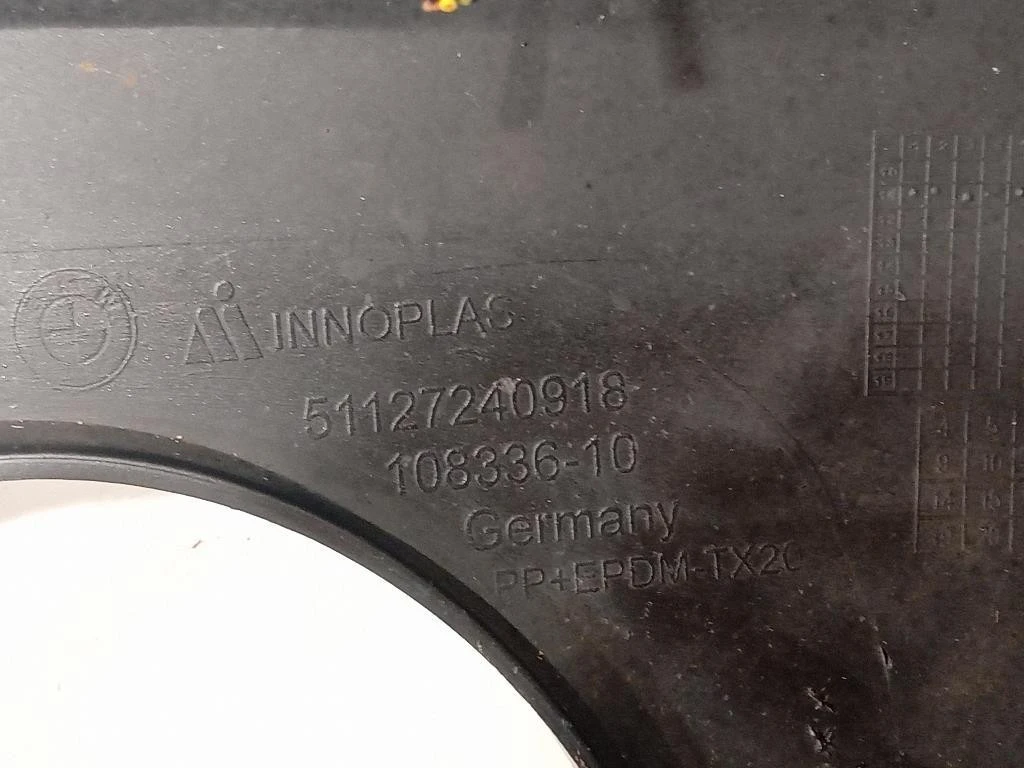 INNOPLAS
51127240918
108336-10
Germany
PP+EPDM-TX20